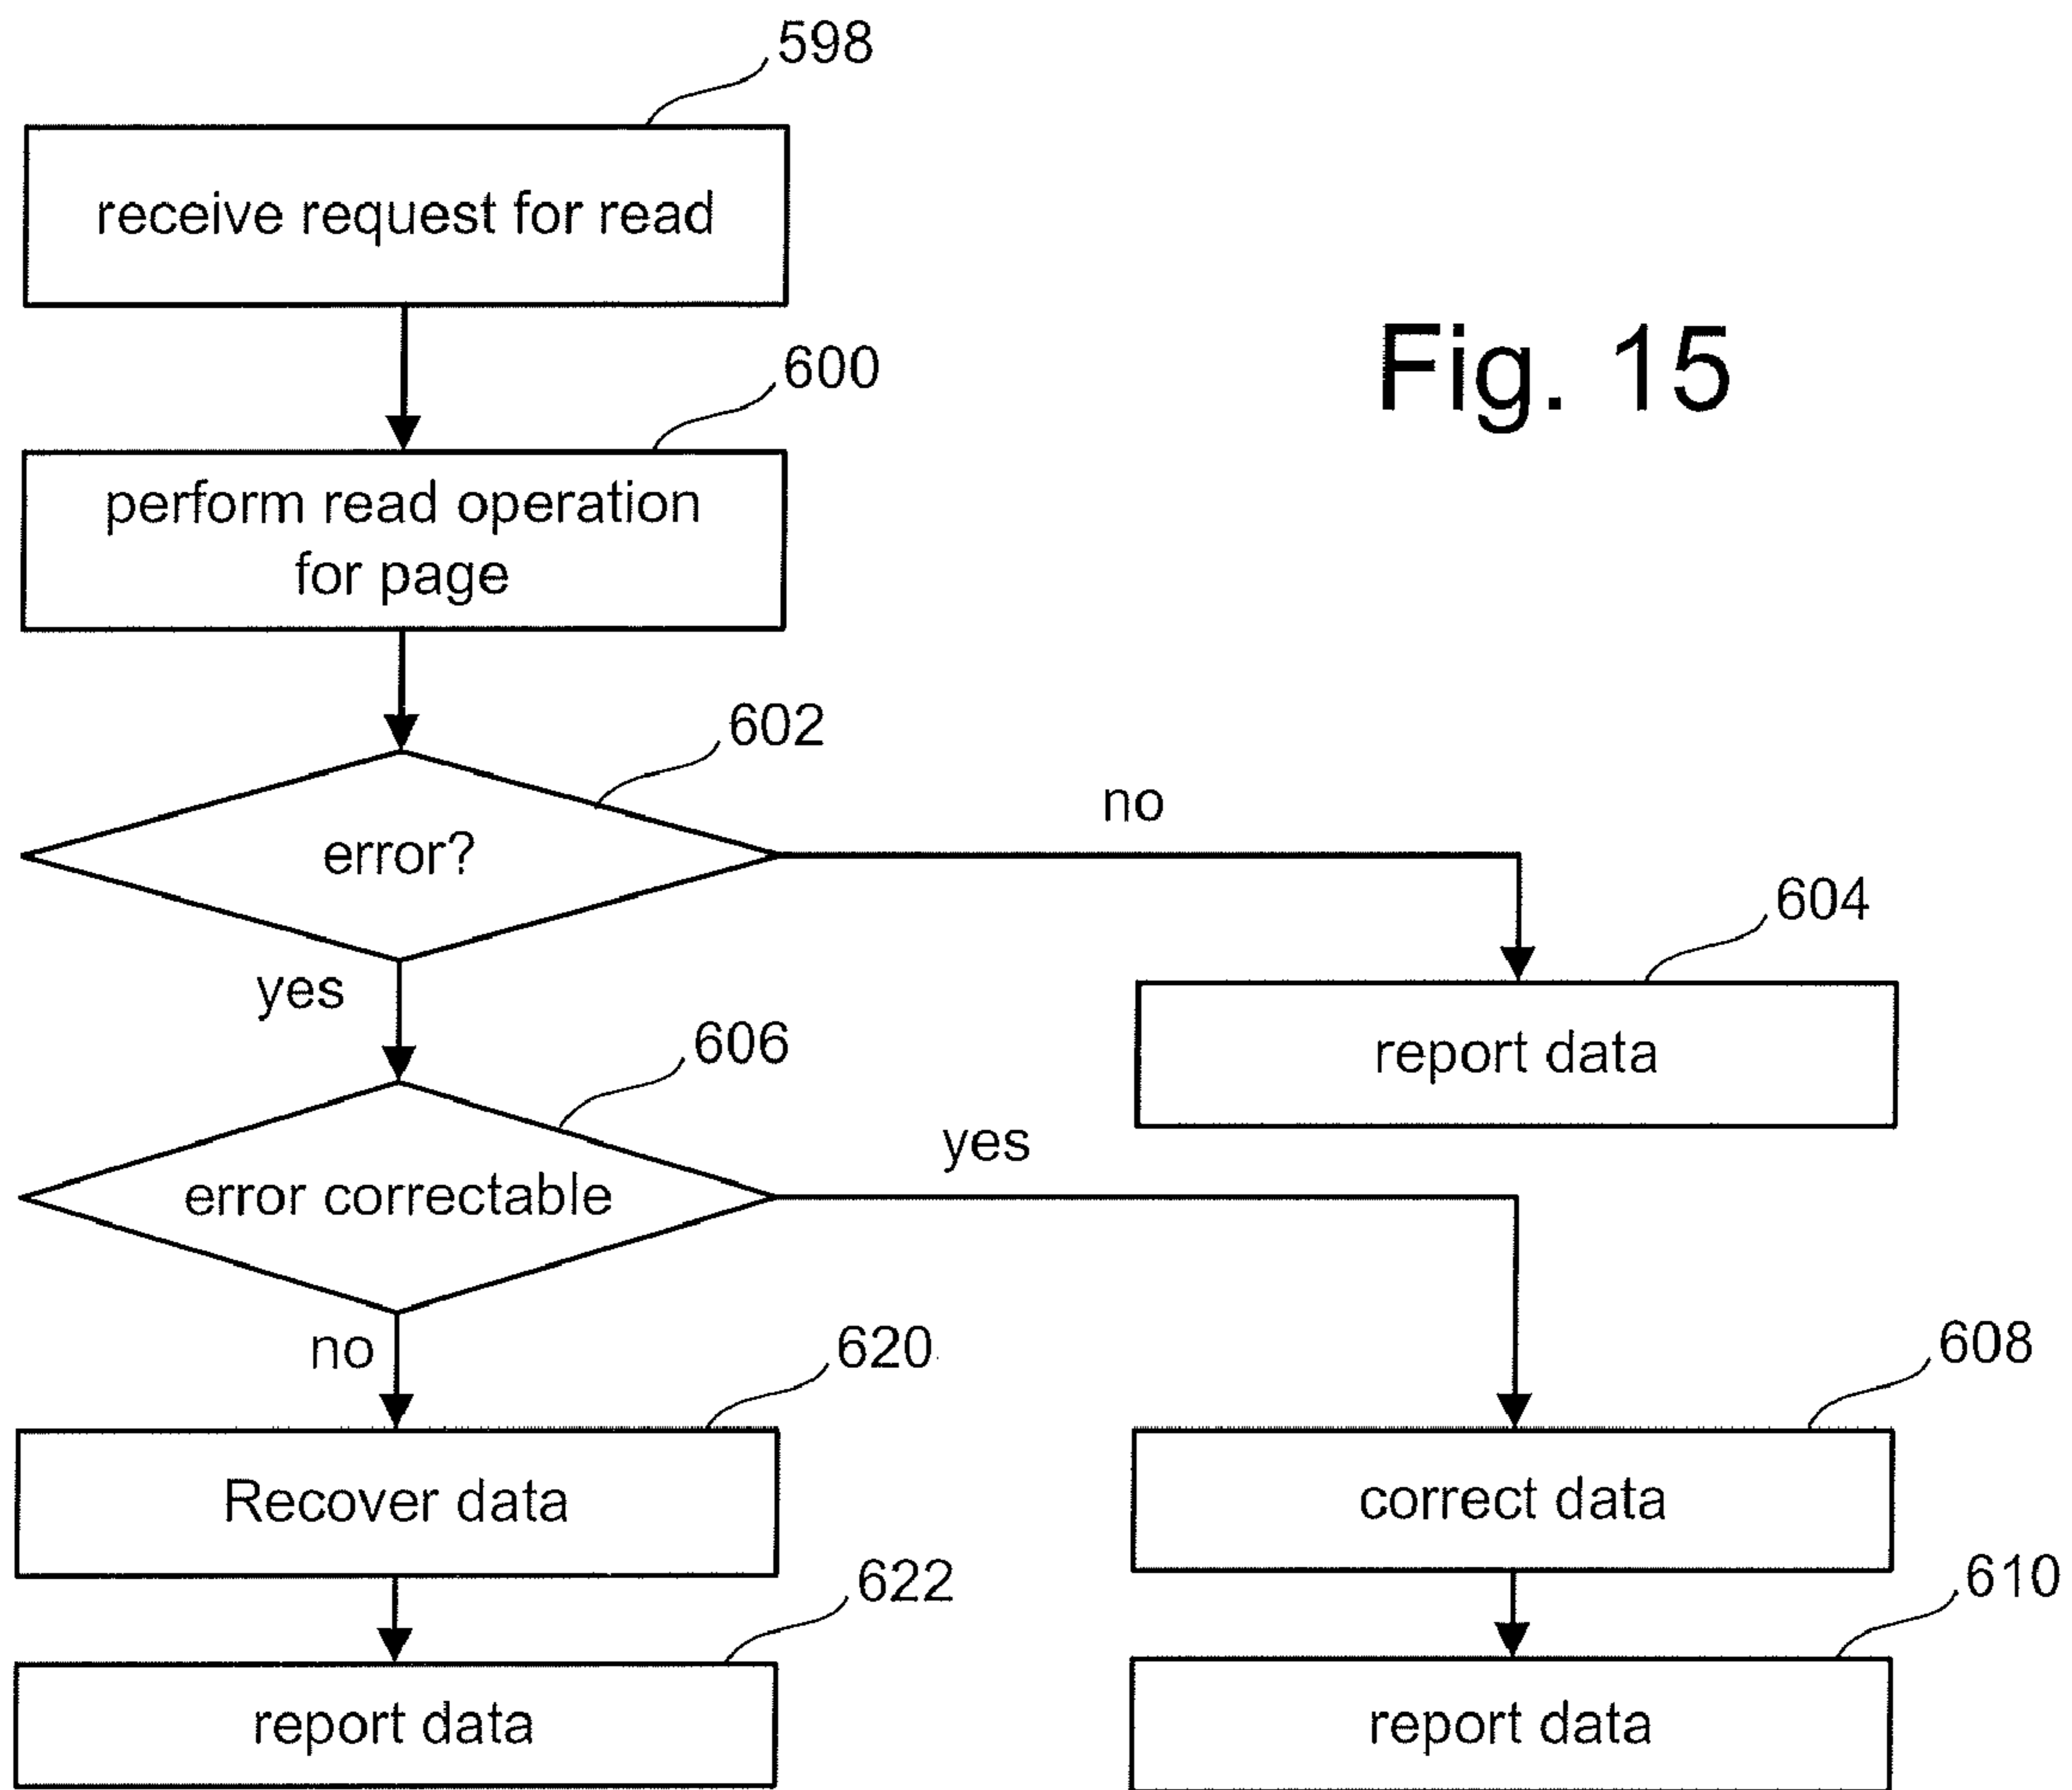 598
receive request for read
Fig. 15
600
perform read operation
for page
602
no
error?
604
yes
report data
606
yes
error correctable
no
620
608
Recover data
correct data
622
610
report data
report data